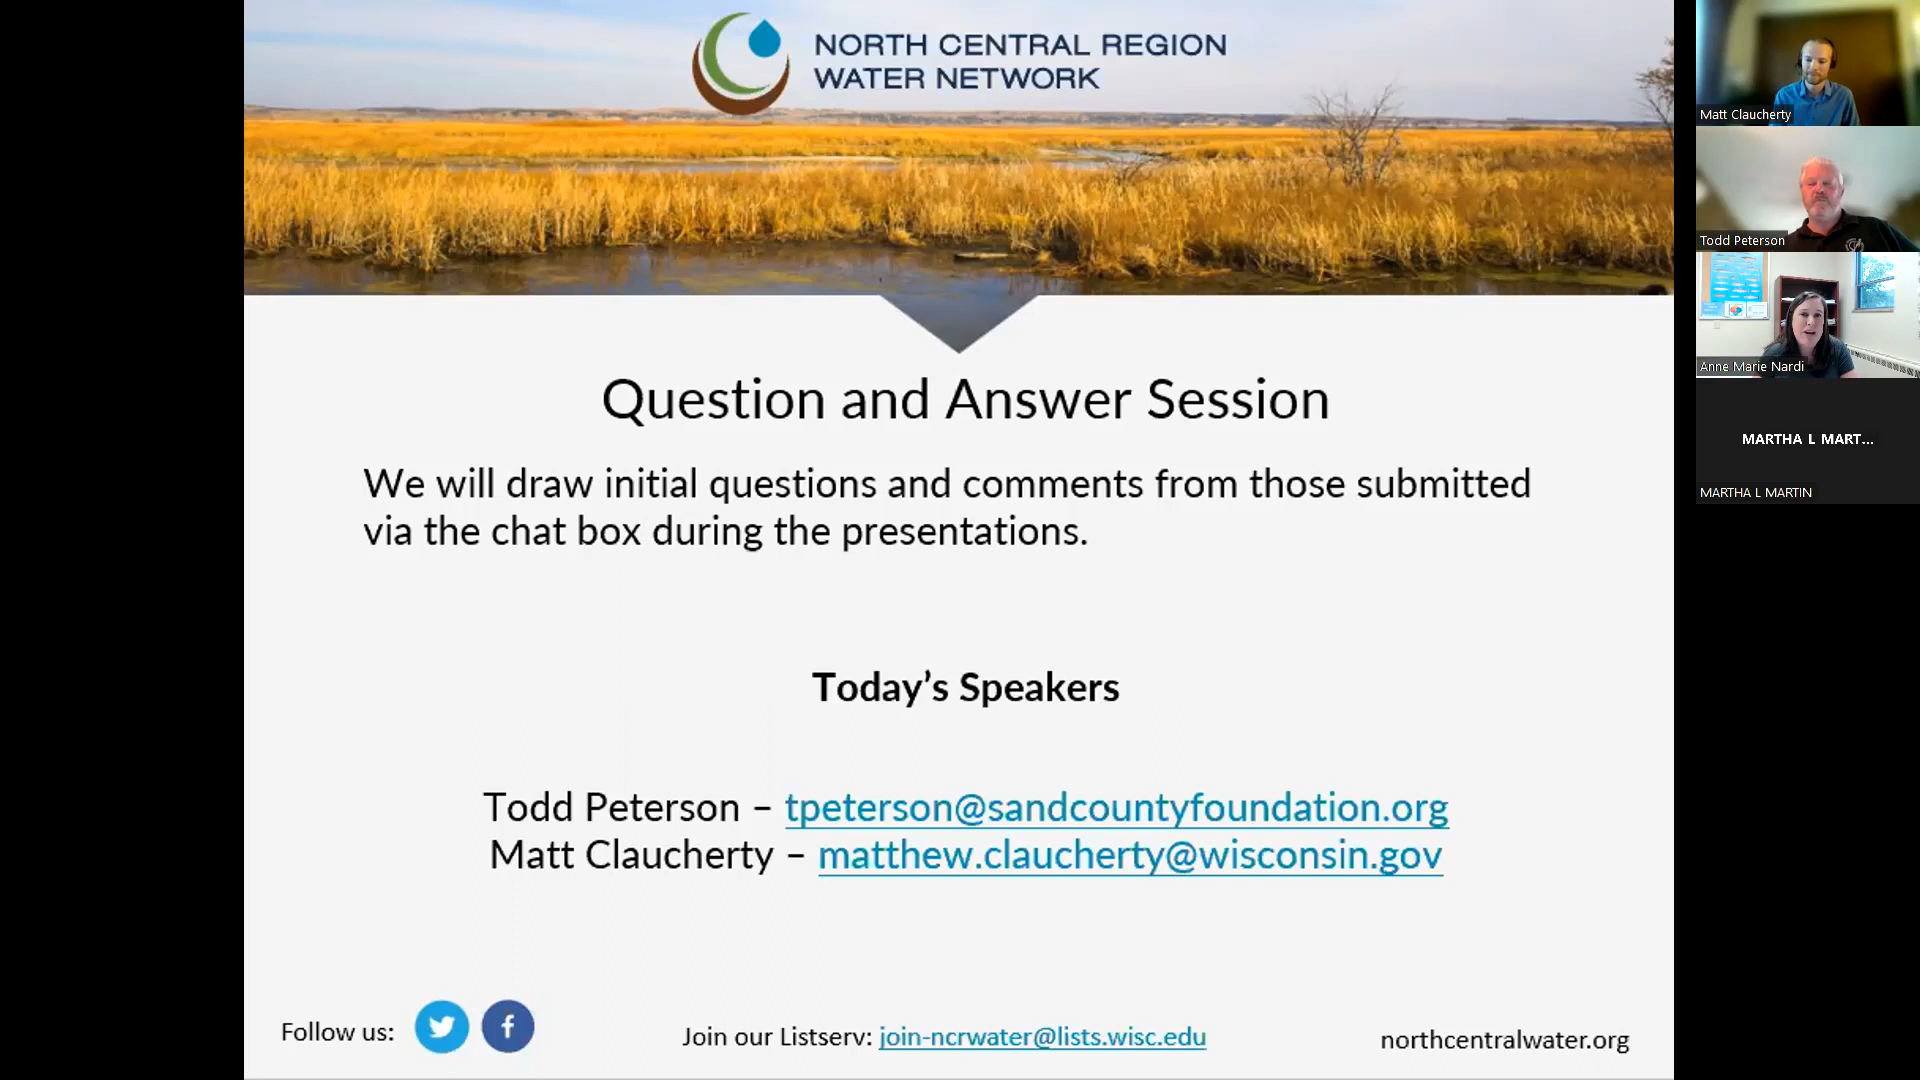 NORTH CENTRAL REGION
WATER NETWORK
Question and Answer Session
We will draw initial questions and comments from those submitted
via the chat box during the presentations.
Today’s Speakers
Todd Peterson – tpeterson@sandcountyfoundation.org
Matt Claucherty – matthew.claucherty@wisconsin.gov
Follow us:
Join our Listserv: join-ncrwater@lists.wisc.edu
northcentralwater.org
Matt Claucherty
Todd Peterson
Anne Marie Nardi
MARTHA L MART...
MARTHA L MARTIN